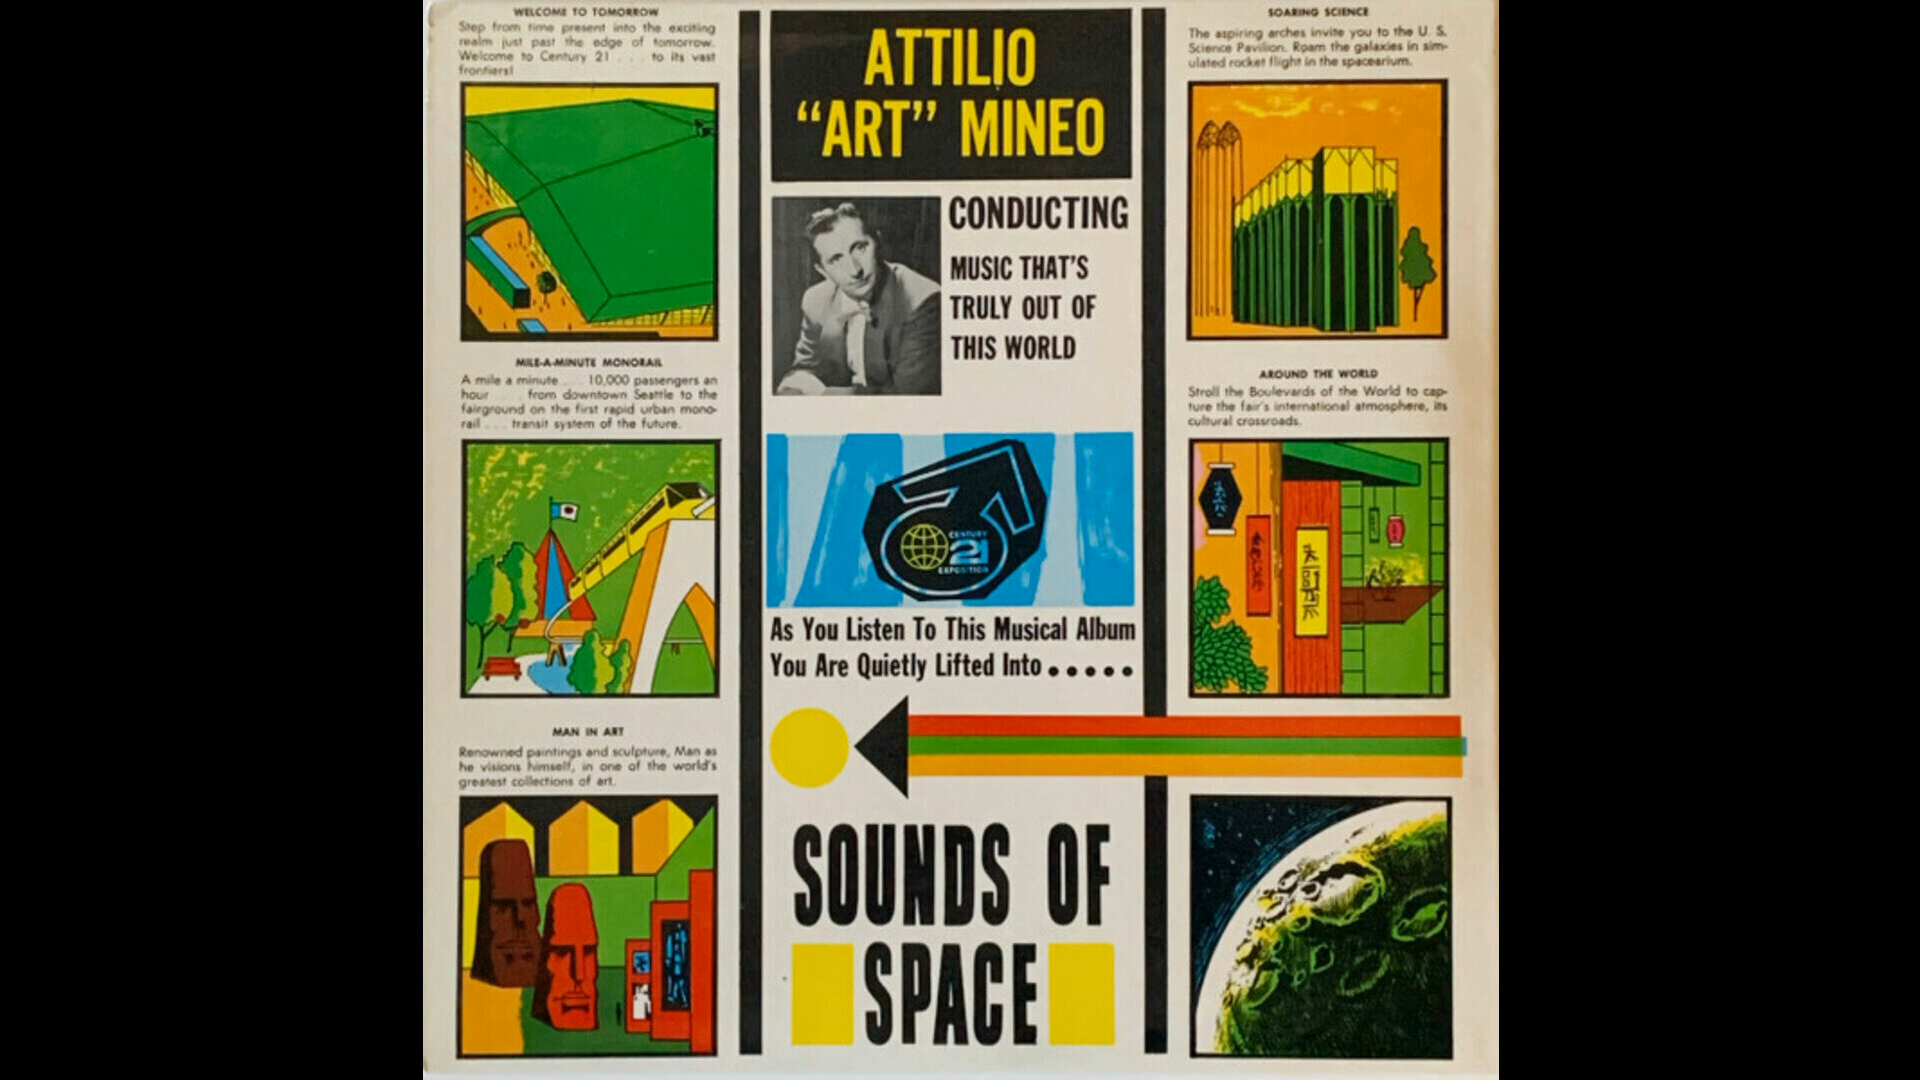 WELCOME TO TOMORROW
Step from time present into the exciting
realm just past the edge of tomorrow.
Welcome to Century 21 . . . to its vast
frontiers!
MILE-A-MINUTE MONORAIL
A mile a minute . . . 10,000 passengers an
hour . . . from downtown Seattle to the
fairground on the first rapid urban mono-
rail . . . transit system of the future.
MAN IN ART
Renowned paintings and sculpture, Man as
he visions himself, in one of the world's
greatest collections of art.
ATTILIO
“ART” MINEO
CONDUCTING
MUSIC THAT'S
TRULY OUT OF
THIS WORLD
CENTURY
21
EXPOSITION
As You Listen To This Musical Album
You Are Quietly Lifted Into . . . . .
SOUNDS OF
SPACE
SOARING SCIENCE
The aspiring arches invite you to the U. S.
Science Pavilion. Roam the galaxies in sim-
ulated rocket flight in the spacearium.
AROUND THE WORLD
Stroll the Boulevards of the World to cap-
ture the fair's international atmosphere, its
cultural crossroads.